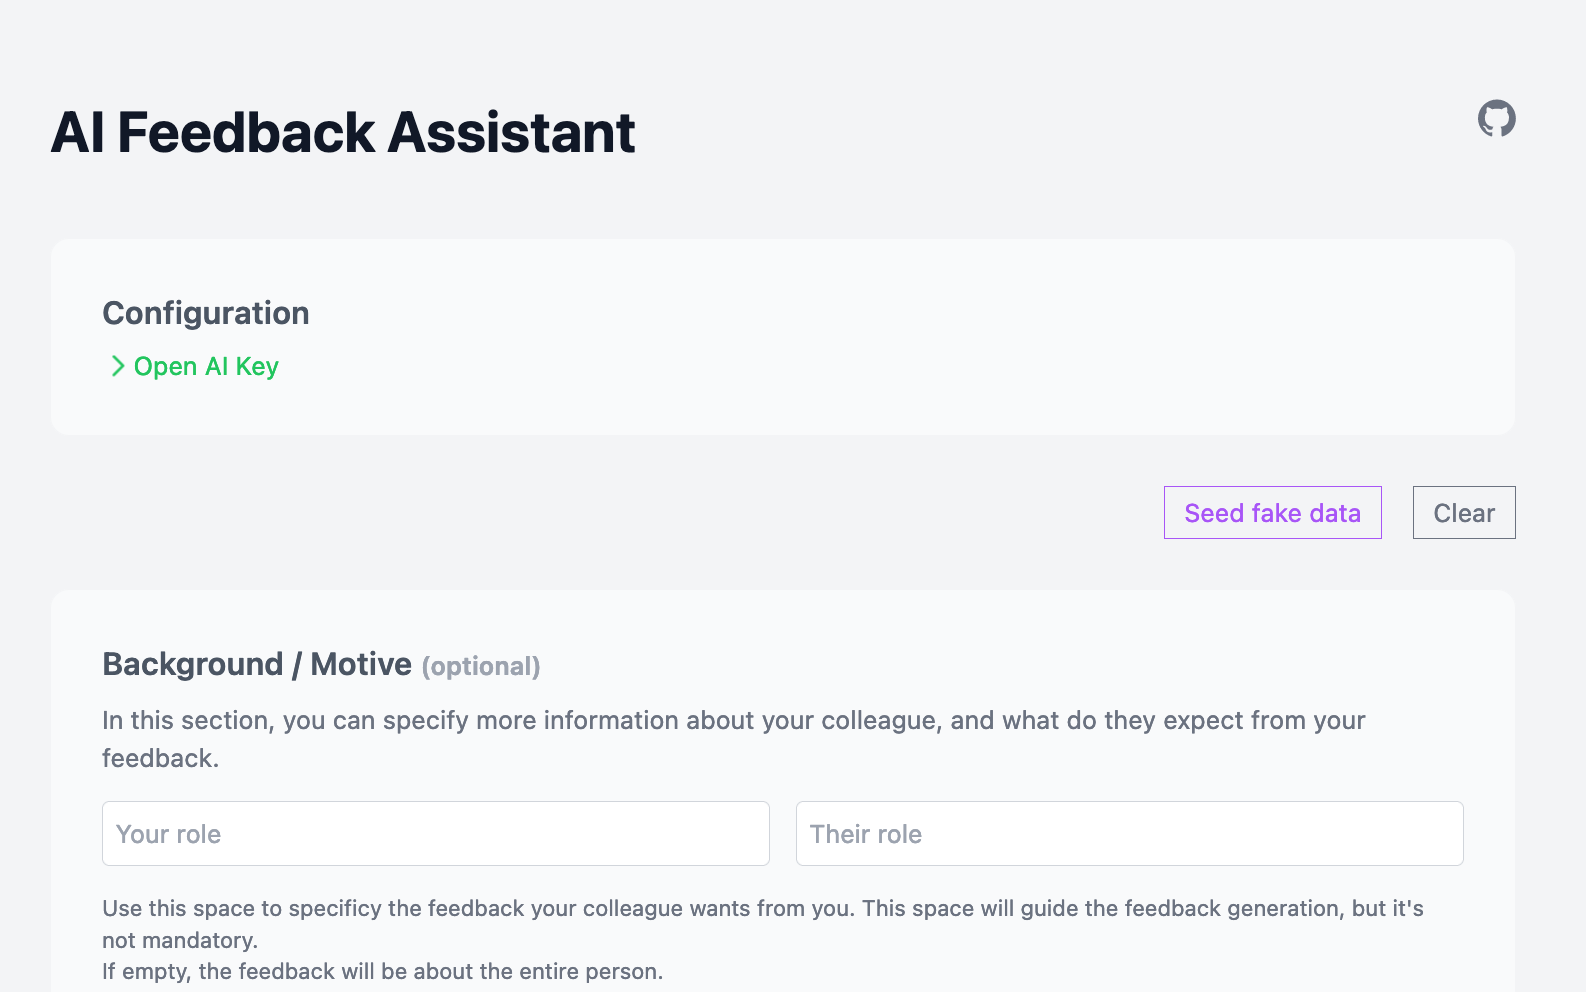 AI Feedback Assistant
Configuration
Open AI Key
Seed fake data
Clear
Background / Motive (optional)
In this section, you can specify more information about your colleague, and what do they expect from your
feedback.
Your role
Their role
Use this space to specificy the feedback your colleague wants from you. This space will guide the feedback generation, but it's
not mandatory.
If empty, the feedback will be about the entire person.